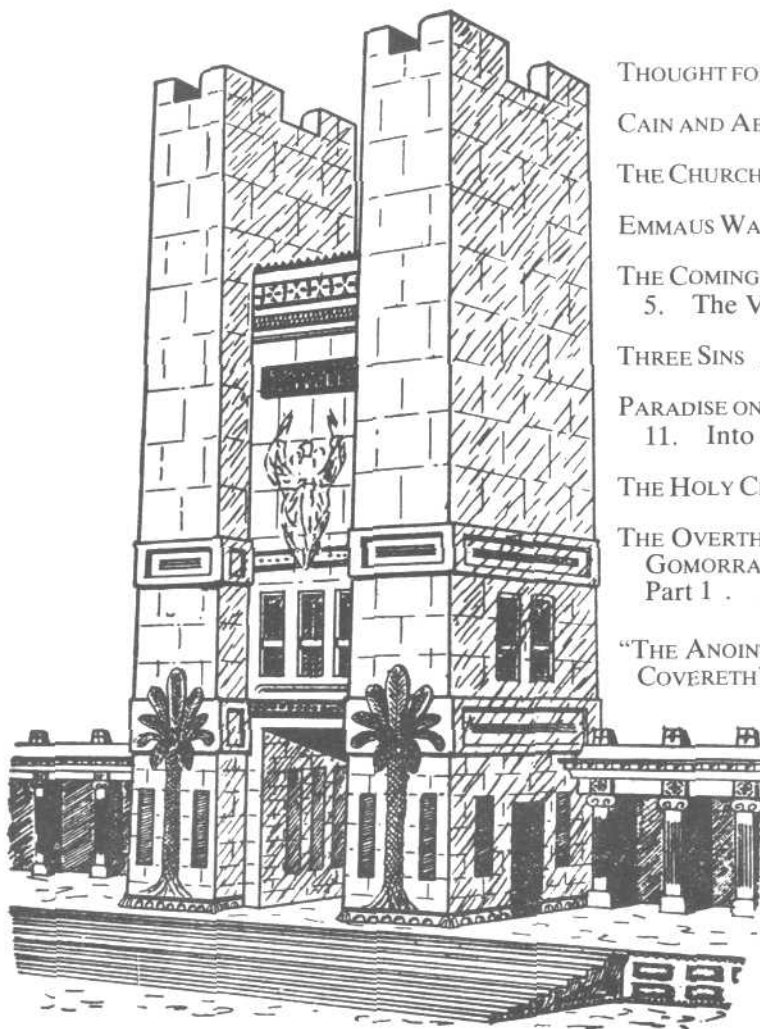 THOUGHT FO
CAIN AND A
THE CHURCH
EMMAUS WA
THE COMING
5. The V
THREE SINS
PARADISE ON
11. Into
THE HOLY C
THE OVERTH
GOMORRA
Part 1 .
"THE ANOIN
COVERETH"